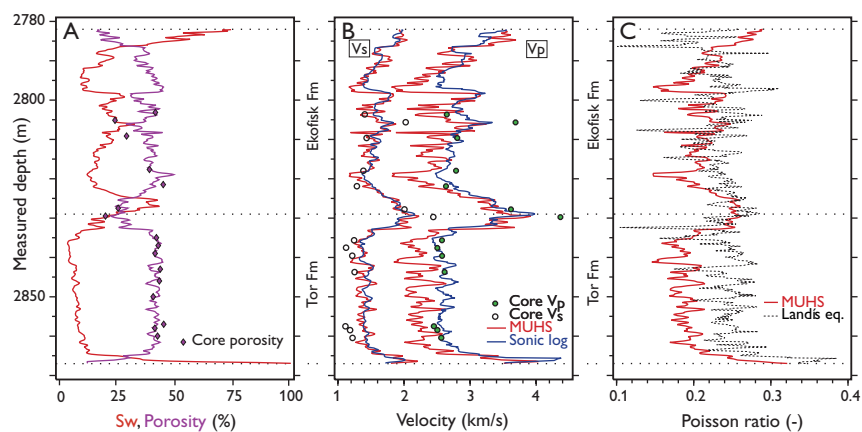 A
B
C
2780
2800
2850
Measured depth (m)
Core porosity
0
25
50
75
100
Sw, Porosity (%)
Ekofisk Fm
Tor Fm
Vs
Vp
Core Vp
Core Vs
MUHS
Sonic log
1
2
3
4
Velocity (km/s)
Ekofisk Fm
Tor Fm
MUHS
Landis eq.
0.1
0.2
0.3
0.4
Poisson ratio (-)